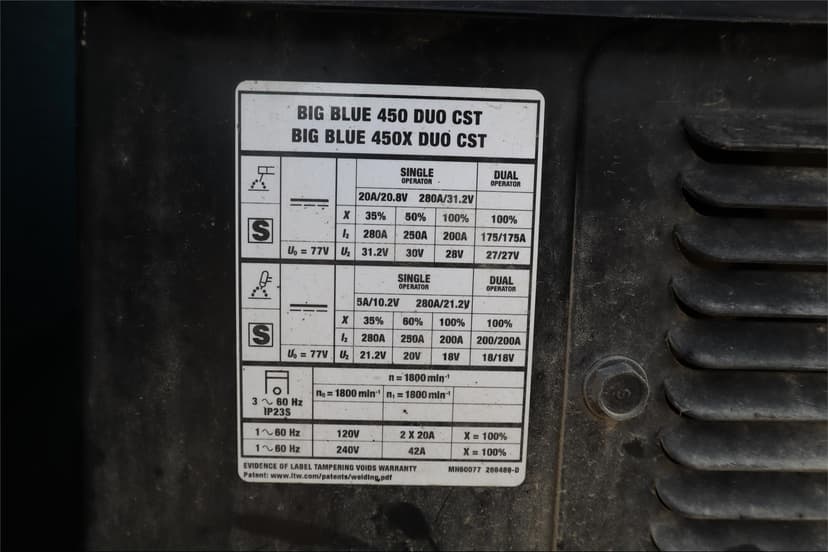 BIG BLUE 450 DUO CST
BIG BLUE 450X DUO CST
SINGLE OPERATOR DUAL OPERATOR
20A/20.8V 280A/31.2V
X 35% 50% 100% 100%
S I₂ 280A 250A 200A 175/175A
U₀ = 77V U₂ 31.2V 30V 28V 27/27V
SINGLE OPERATOR DUAL OPERATOR
5A/10.2V 280A/21.2V
X 35% 60% 100% 100%
S I₂ 280A 250A 200A 200/200A
U₀ = 77V U₂ 21.2V 20V 18V 18/18V
n = 1800 min⁻¹
3 ~ 60 Hz n₀ = 1800 min⁻¹ n₁ = 1800 min⁻¹
IP23S
1 ~ 60 Hz 120V 2 X 20A X = 100%
1 ~ 60 Hz 240V 42A X = 100%
EVIDENCE OF LABEL TAMPERING VOIDS WARRANTY
Patent: www.itw.com/patents/welding.pdf